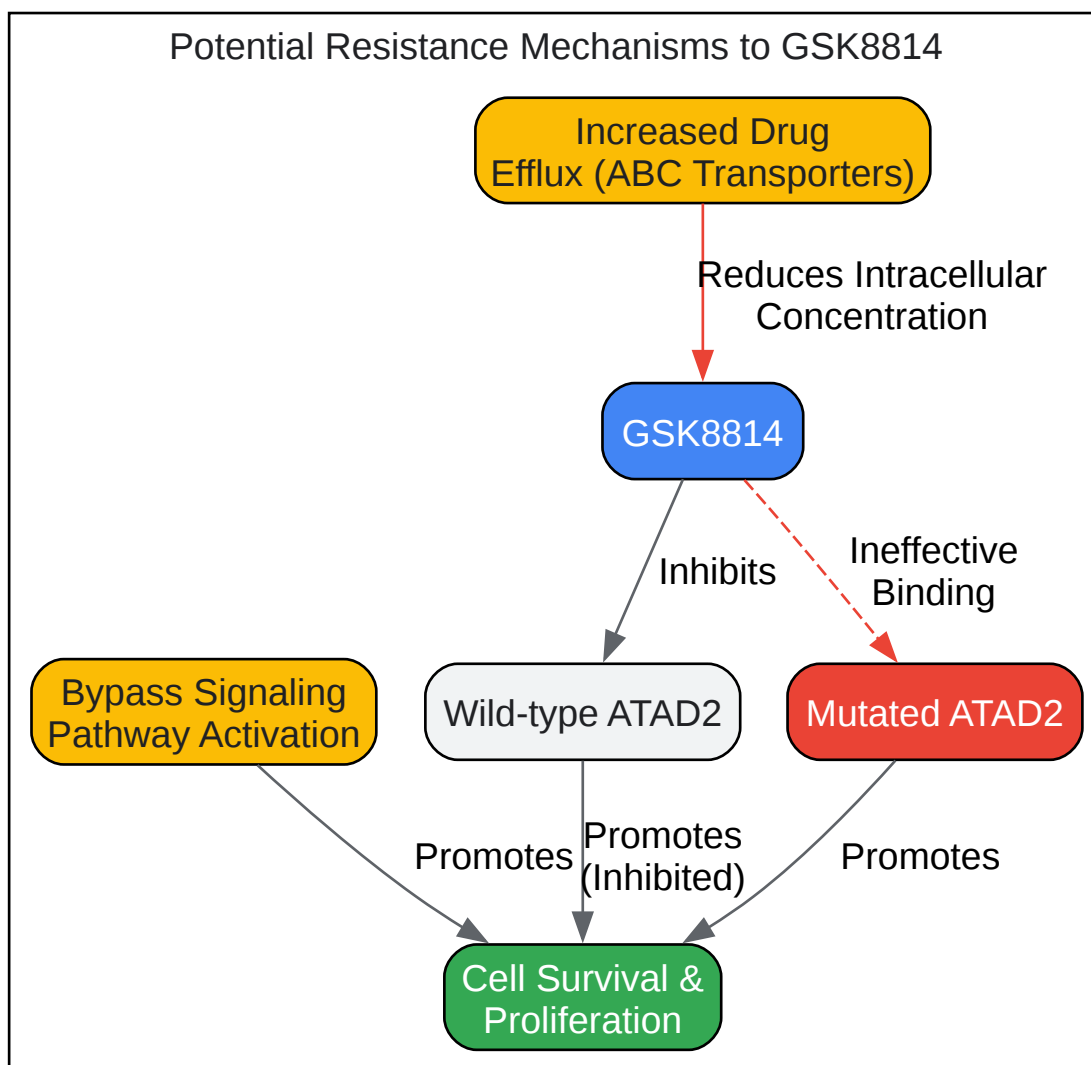 Potential Resistance Mechanisms to GSK8814
Increased Drug
Efflux (ABC Transporters)
Reduces Intracellular
Concentration
GSK8814
Inhibits
Ineffective
Binding
Bypass Signaling
Pathway Activation
Wild-type ATAD2
Mutated ATAD2
Promotes
Promotes
(Inhibited)
Promotes
Cell Survival &
Proliferation